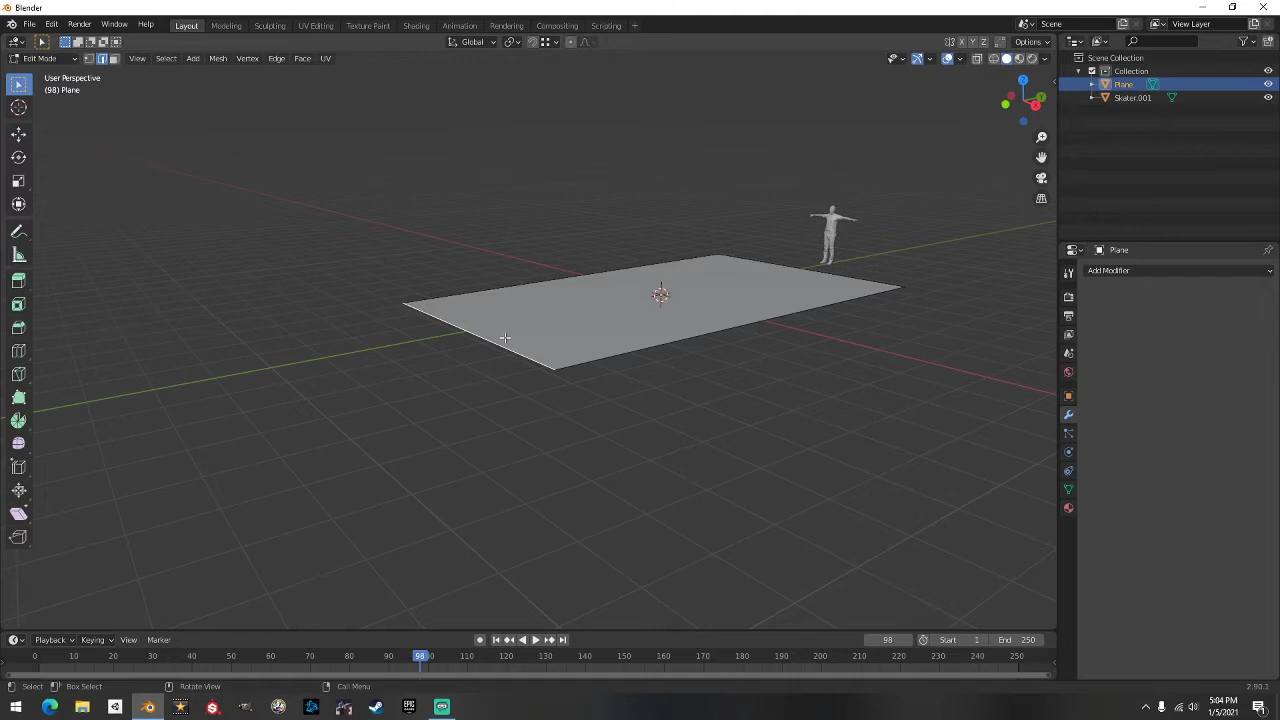 Blender
File Edit Render Window Help Layout Modeling Sculpting UV Editing Texture Paint Shading Animation Rendering Compositing Scripting + Scene View Layer
Global X Y Z Options
Edit Mode View Select Add Mesh Vertex Edge Face UV
User Perspective
(98) Plane
Z
Y
X
Scene Collection
Collection
Plane
Skater.001
Plane
Add Modifier
Playback Keying View Marker 98 Start 1 End 250
0 10 20 30 40 50 60 70 80 90 98 110 120 130 140 150 160 170 180 190 200 210 220 230 240 250
Select Box Select Rotate View Call Menu 2.90.1
5:04 PM
1/5/2021